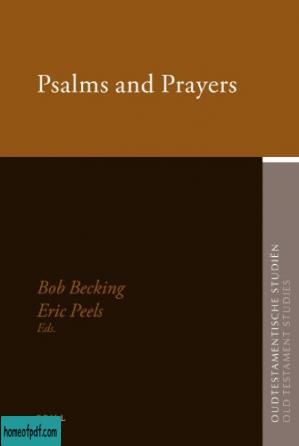 Psalms and Prayers
Bob Becking
Eric Peels
Eds.
OUDTESTAMENTISCHE STUDIËN
OLD TESTAMENT STUDIES
homeofpdf.com